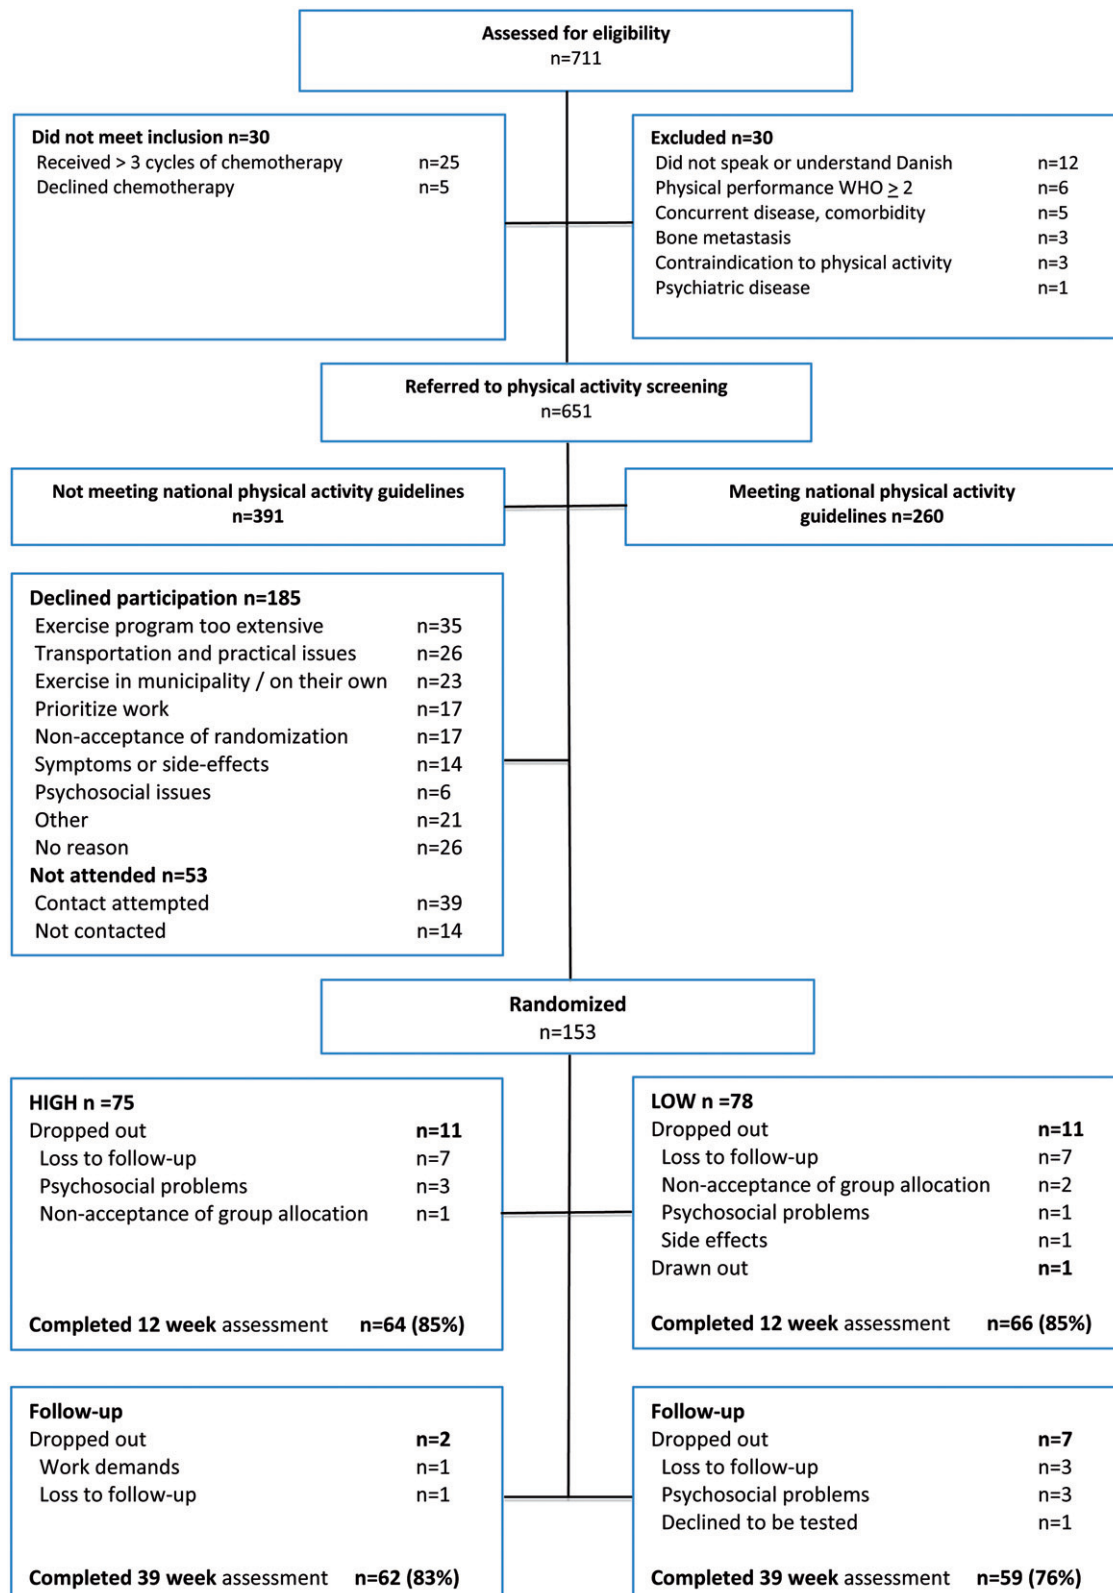 Assessed for eligibility
n=711
Did not meet inclusion n=30
Received > 3 cycles of chemotherapy n=25
Declined chemotherapy n=5
Excluded n=30
Did not speak or understand Danish n=12
Physical performance WHO ≥ 2 n=6
Concurrent disease, comorbidity n=5
Bone metastasis n=3
Contraindication to physical activity n=3
Psychiatric disease n=1
Referred to physical activity screening
n=651
Not meeting national physical activity guidelines
n=391
Meeting national physical activity
guidelines n=260
Declined participation n=185
Exercise program too extensive n=35
Transportation and practical issues n=26
Exercise in municipality / on their own n=23
Prioritize work n=17
Non-acceptance of randomization n=17
Symptoms or side-effects n=14
Psychosocial issues n=6
Other n=21
No reason n=26
Not attended n=53
Contact attempted n=39
Not contacted n=14
Randomized
n=153
HIGH n =75
Dropped out n=11
Loss to follow-up n=7
Psychosocial problems n=3
Non-acceptance of group allocation n=1
Completed 12 week assessment n=64 (85%)
LOW n =78
Dropped out n=11
Loss to follow-up n=7
Non-acceptance of group allocation n=2
Psychosocial problems n=1
Side effects n=1
Drawn out n=1
Completed 12 week assessment n=66 (85%)
Follow-up
Dropped out n=2
Work demands n=1
Loss to follow-up n=1
Completed 39 week assessment n=62 (83%)
Follow-up
Dropped out n=7
Loss to follow-up n=3
Psychosocial problems n=3
Declined to be tested n=1
Completed 39 week assessment n=59 (76%)